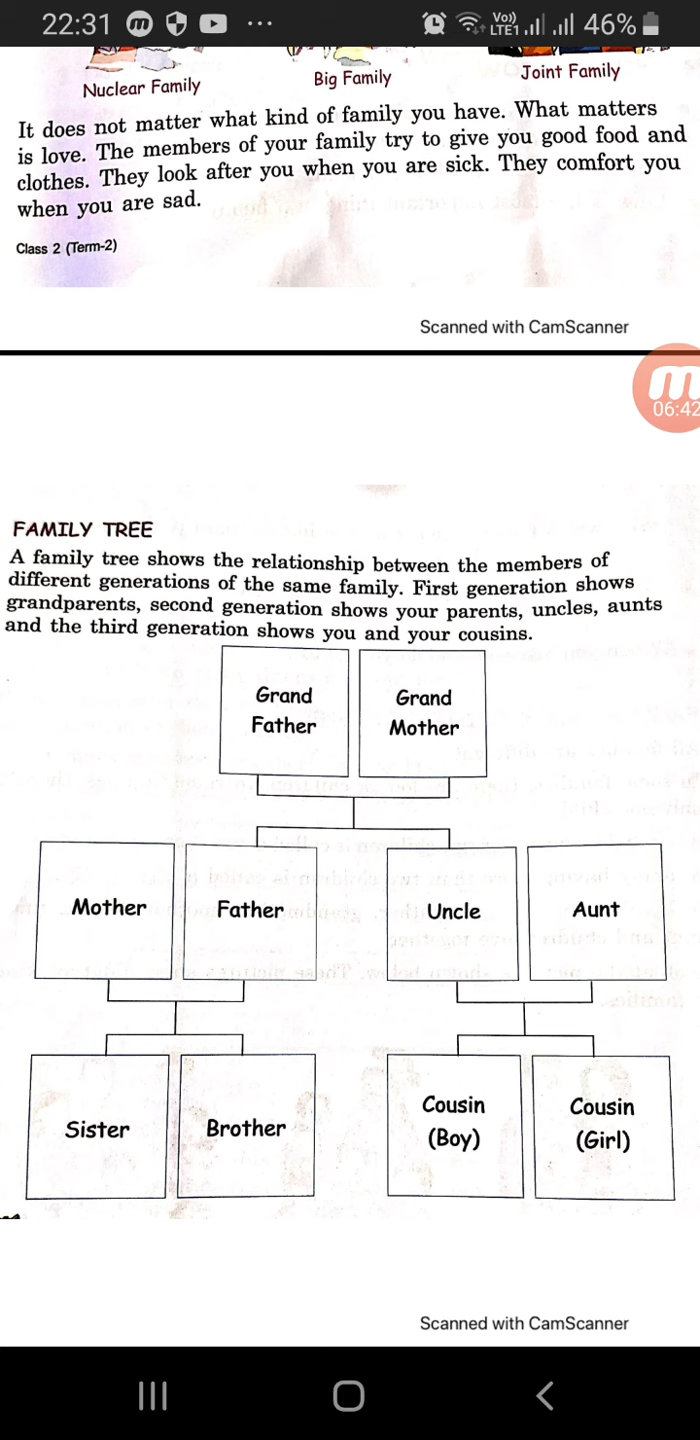 22:31
Vo)) LTE1 46%
Nuclear Family Big Family Joint Family
It does not matter what kind of family you have. What matters
is love. The members of your family try to give you good food and
clothes. They look after you when you are sick. They comfort you
when you are sad.
Class 2 (Term-2)
Scanned with CamScanner
06:42
FAMILY TREE
A family tree shows the relationship between the members of
different generations of the same family. First generation shows
grandparents, second generation shows your parents, uncles, aunts
and the third generation shows you and your cousins.
Grand
Father
Grand
Mother
Mother Father Uncle Aunt
Sister Brother
Cousin
(Boy)
Cousin
(Girl)
Scanned with CamScanner